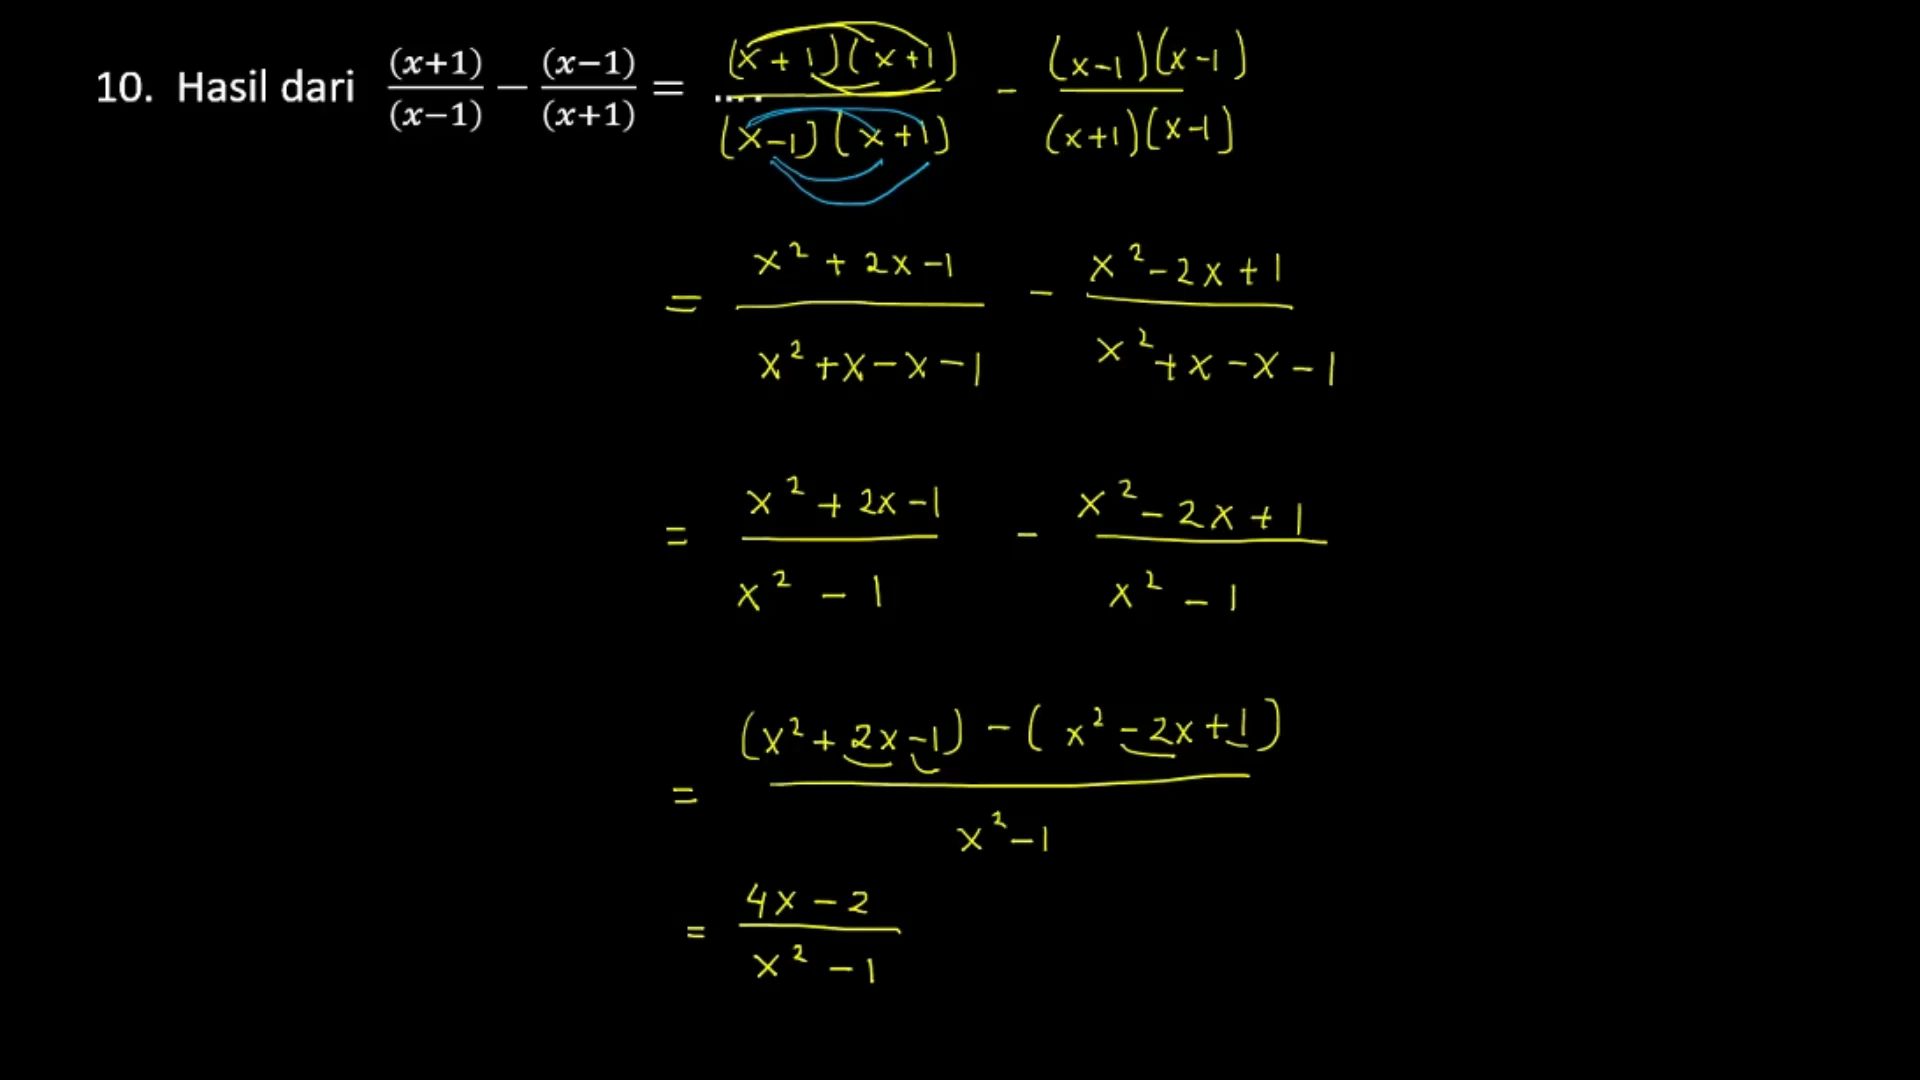 10. Hasil dari (x+1)/(x−1) − (x−1)/(x+1) = .... (x+1)(x+1)/(x-1)(x+1) - (x-1)(x-1)/(x+1)(x-1)
= x²+2x-1/x²+x-x-1 - x²-2x+1/x²+x-x-1
= x²+2x-1/x²-1 - x²-2x+1/x²-1
= (x²+2x-1)-(x²-2x+1)/x²-1
= 4x-2/x²-1